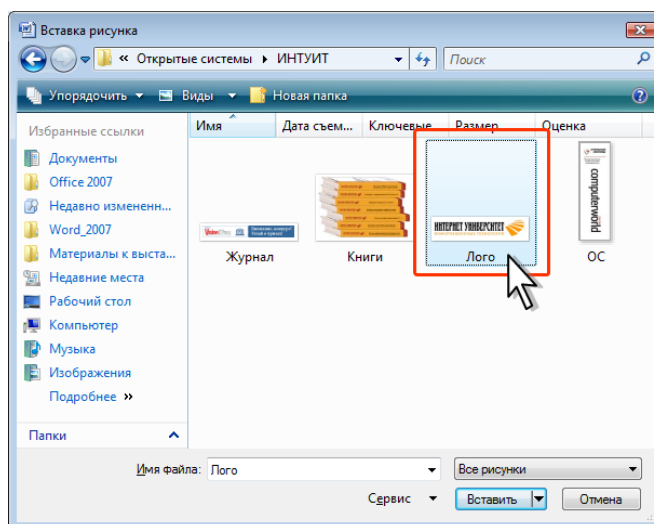 Вставка рисунка
« Открытые системы ИНТУИТ
Поиск
Упорядочить Виды Новая папка
Избранные ссылки
Документы
Office 2007
Недавно измененн...
Word_2007
Материалы к выста...
Недавние места
Рабочий стол
Компьютер
Музыка
Изображения
Подробнее »
Папки
Имя Дата съем... Ключевые Размер Оценка
ИНТЕРНЕТ УНИВЕРСИТЕТ
computerworld
Журнал Книги Лого ОС
Имя файла: Лого
Все рисунки
Сервис Вставить Отмена